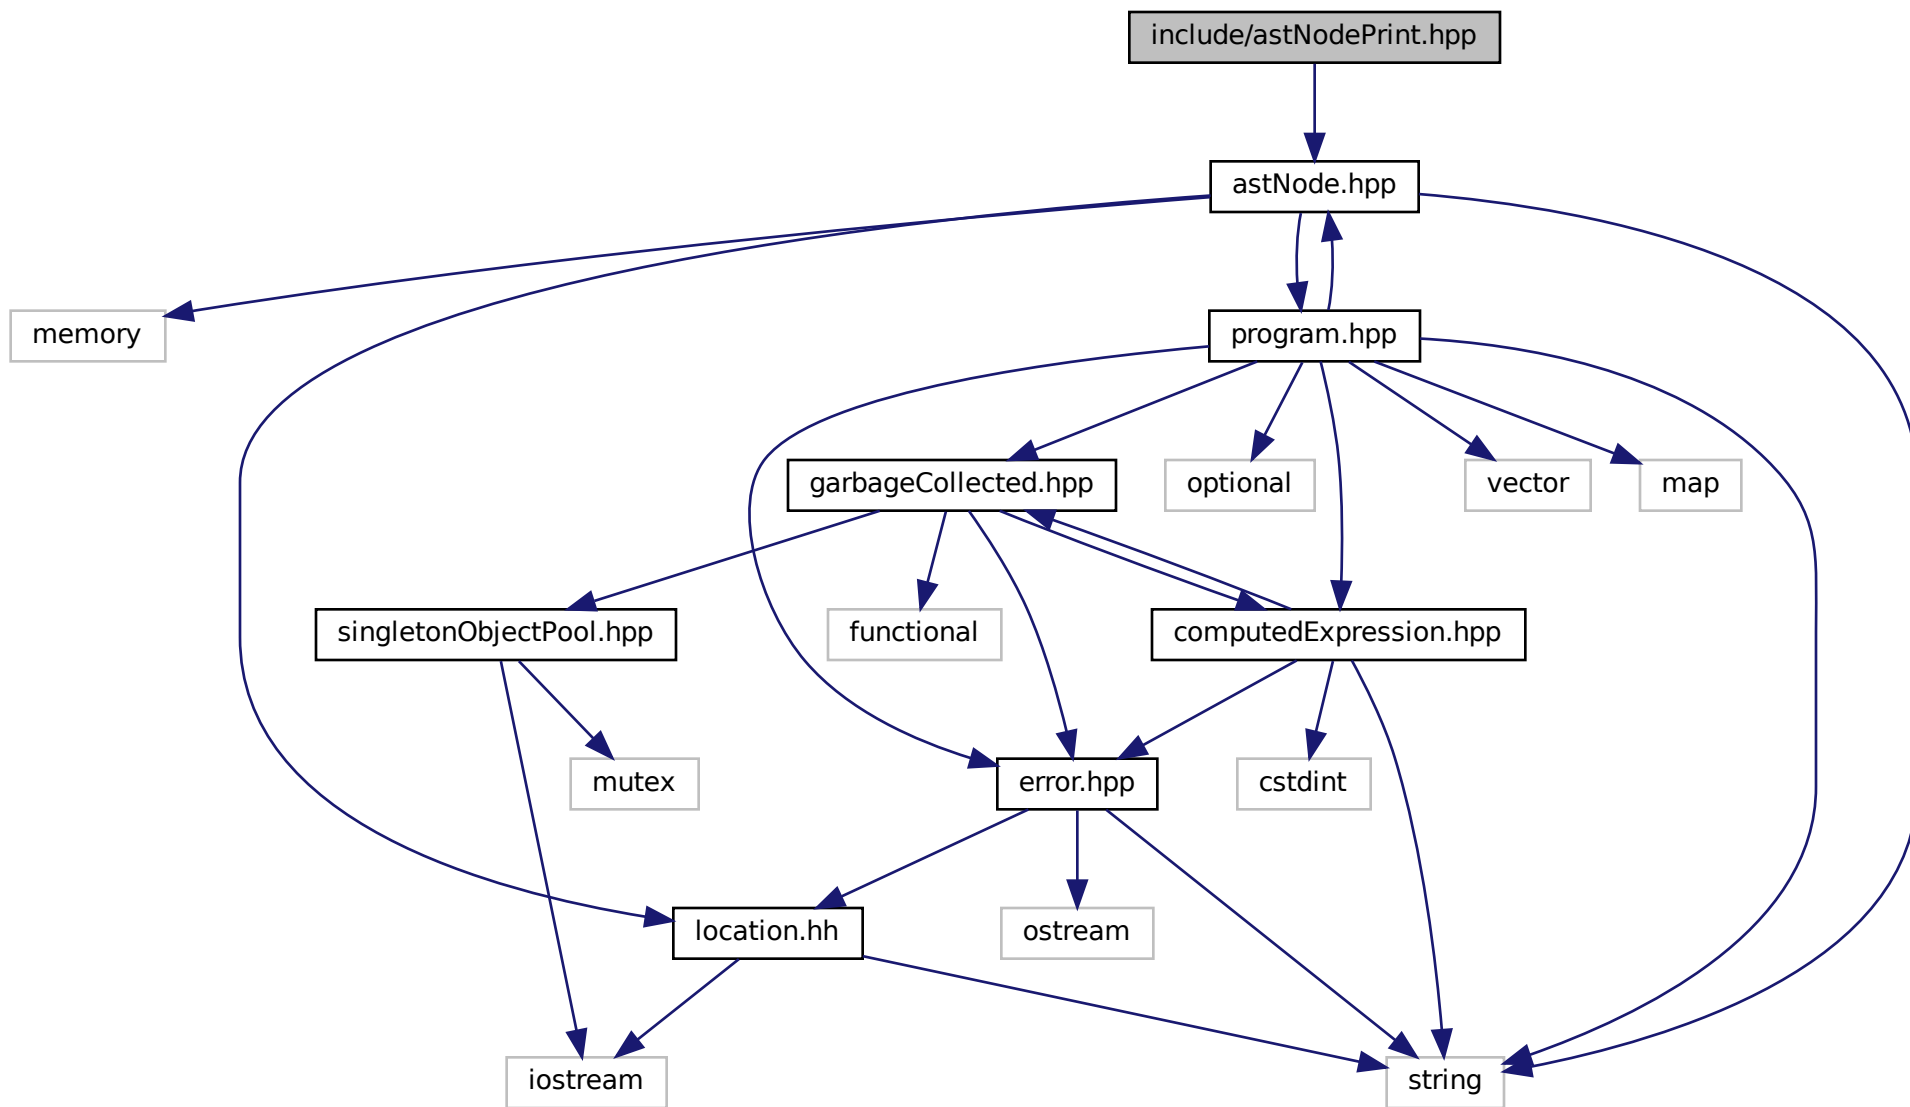 include/astNodePrint.hpp
astNode.hpp
memory
program.hpp
garbageCollected.hpp
optional
vector
map
singletonObjectPool.hpp
functional
computedExpression.hpp
mutex
error.hpp
cstdint
location.hh
ostream
iostream
string